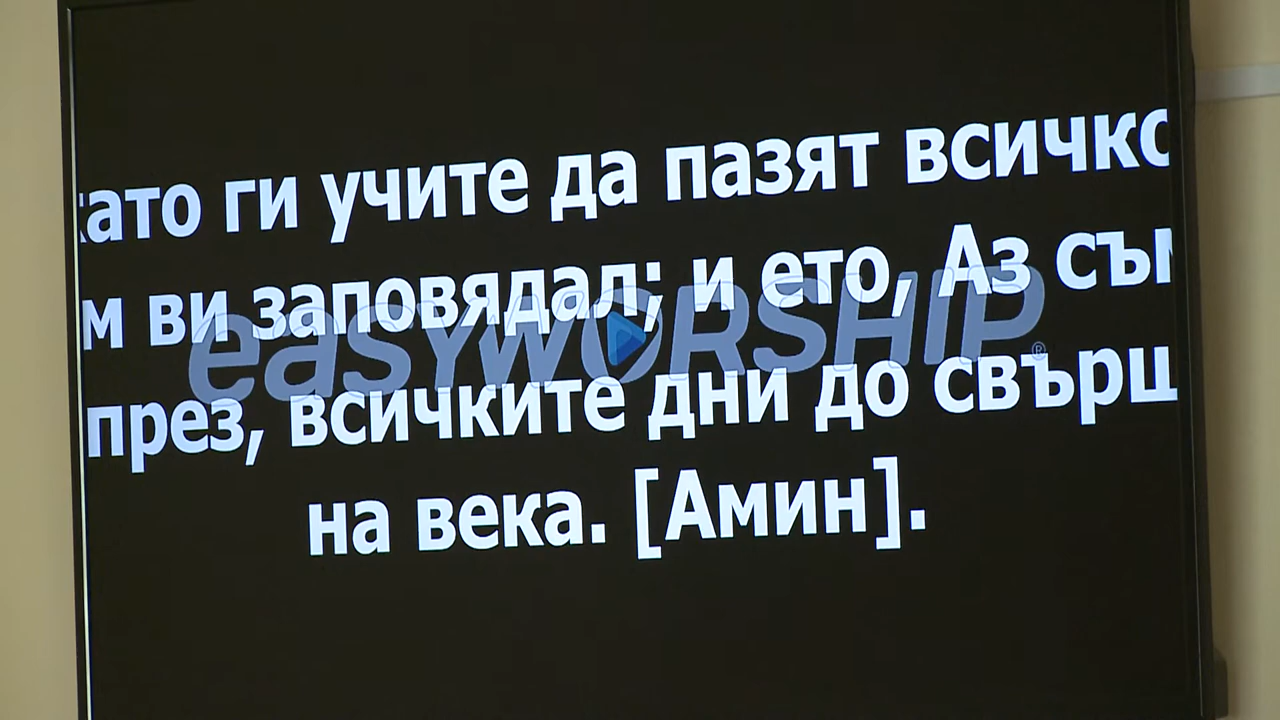 като ги учите да пазят всичко
м ви заповядал; и ето, Аз съм
през, всичките дни до свърш
на века. [Амин].
easyWORSHIP®